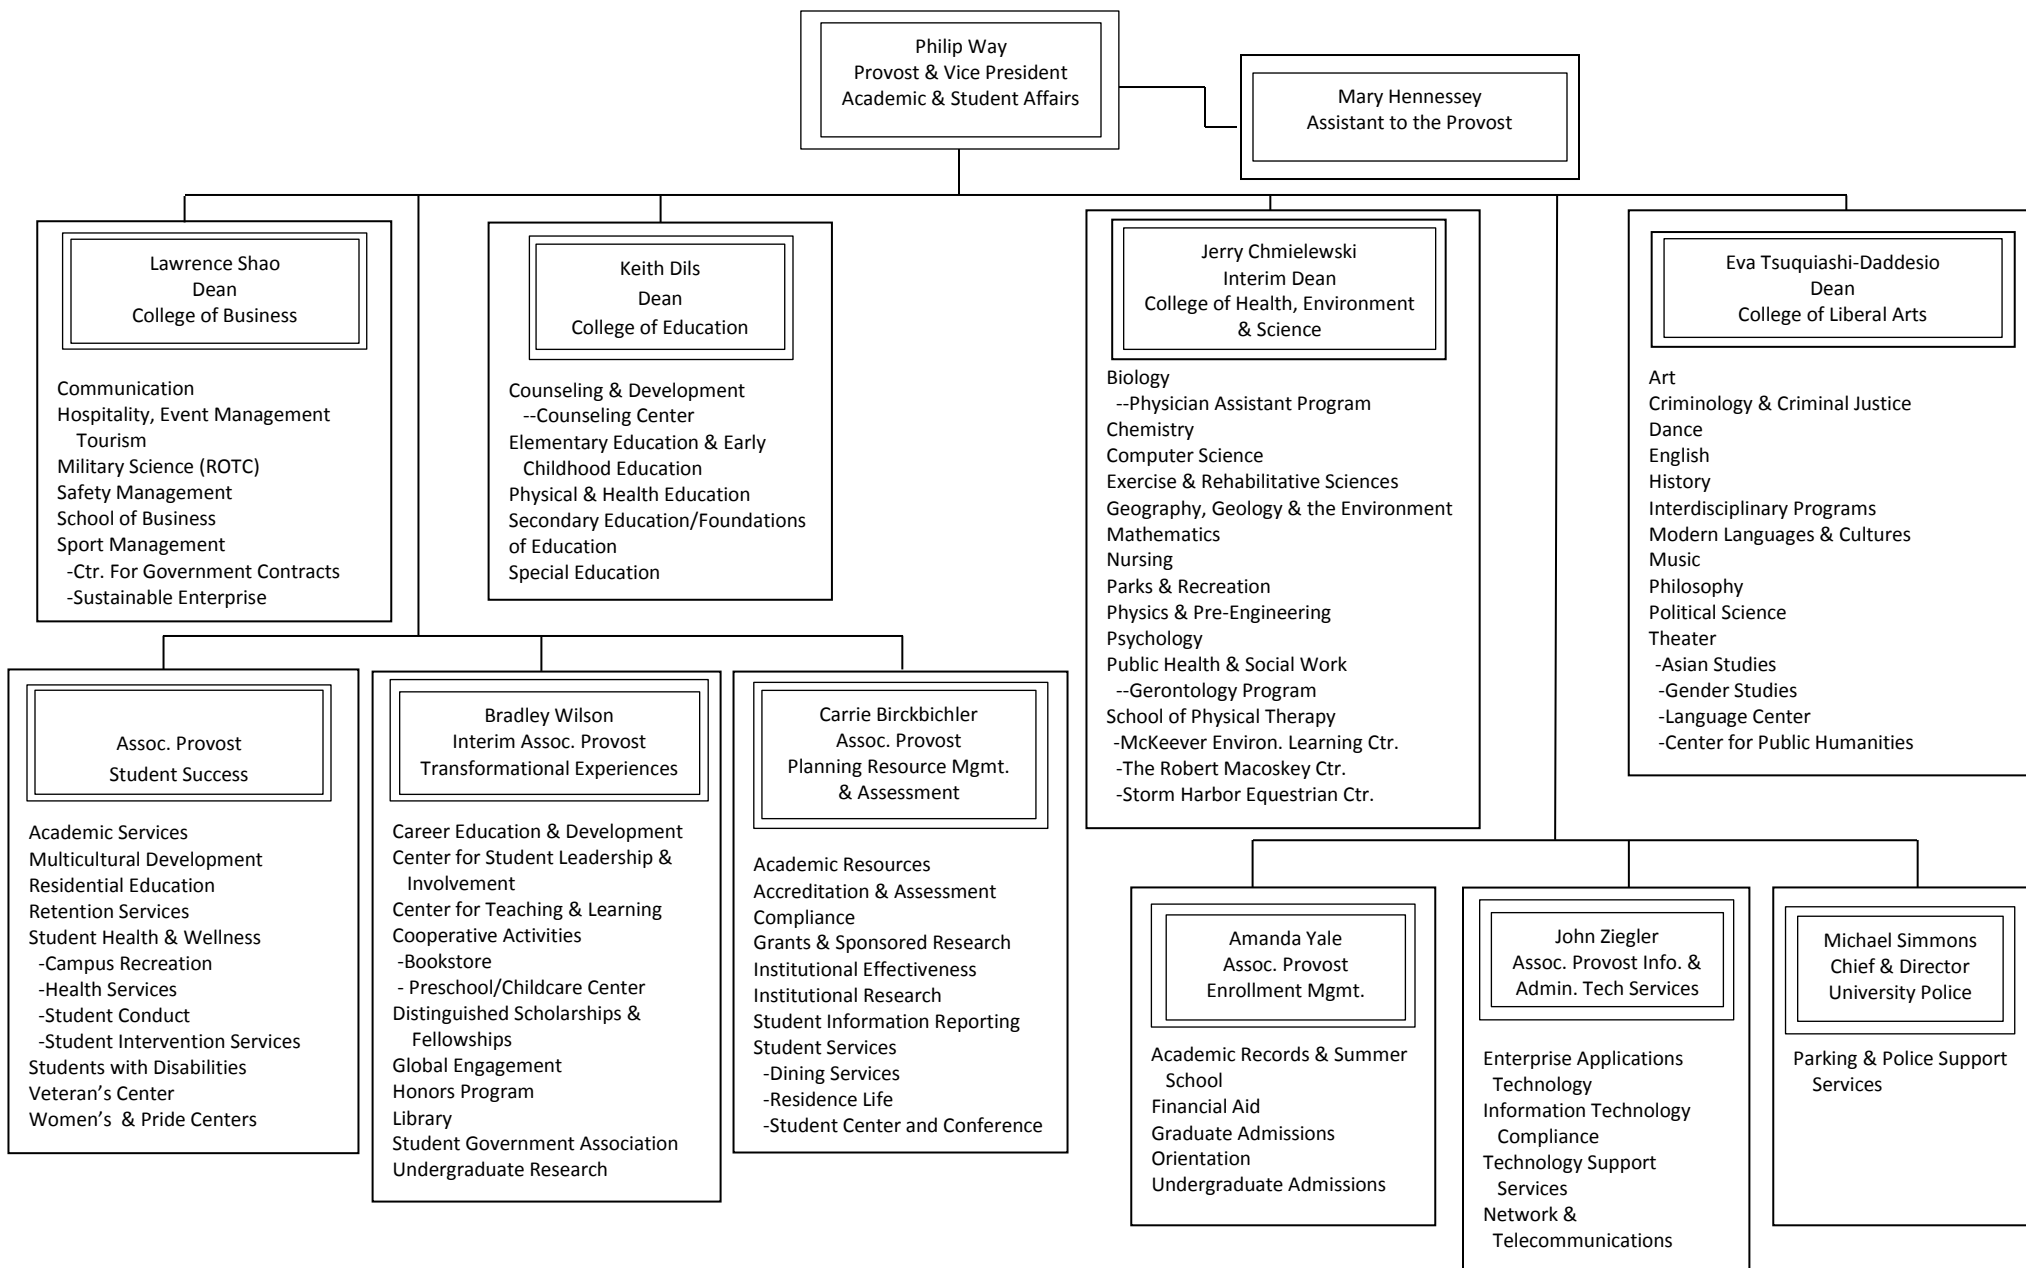 Philip Way
Provost & Vice President
Academic & Student Affairs
Mary Hennessey
Assistant to the Provost
Lawrence Shao
Dean
College of Business
Communication
Hospitality, Event Management
Tourism
Military Science (ROTC)
Safety Management
School of Business
Sport Management
-Ctr. For Government Contracts
-Sustainable Enterprise
Keith Dils
Dean
College of Education
Counseling & Development
--Counseling Center
Elementary Education & Early
Childhood Education
Physical & Health Education
Secondary Education/Foundations
of Education
Special Education
Jerry Chmielewski
Interim Dean
College of Health, Environment
& Science
Biology
--Physician Assistant Program
Chemistry
Computer Science
Exercise & Rehabilitative Sciences
Geography, Geology & the Environment
Mathematics
Nursing
Parks & Recreation
Physics & Pre-Engineering
Psychology
Public Health & Social Work
--Gerontology Program
School of Physical Therapy
-McKeever Environ. Learning Ctr.
-The Robert Macoskey Ctr.
-Storm Harbor Equestrian Ctr.
Eva Tsuquiashi-Daddesio
Dean
College of Liberal Arts
Art
Criminology & Criminal Justice
Dance
English
History
Interdisciplinary Programs
Modern Languages & Cultures
Music
Philosophy
Political Science
Theater
-Asian Studies
-Gender Studies
-Language Center
-Center for Public Humanities
Assoc. Provost
Student Success
Academic Services
Multicultural Development
Residential Education
Retention Services
Student Health & Wellness
-Campus Recreation
-Health Services
-Student Conduct
-Student Intervention Services
Students with Disabilities
Veteran’s Center
Women’s & Pride Centers
Bradley Wilson
Interim Assoc. Provost
Transformational Experiences
Career Education & Development
Center for Student Leadership &
Involvement
Center for Teaching & Learning
Cooperative Activities
-Bookstore
- Preschool/Childcare Center
Distinguished Scholarships &
Fellowships
Global Engagement
Honors Program
Library
Student Government Association
Undergraduate Research
Carrie Birckbichler
Assoc. Provost
Planning Resource Mgmt.
& Assessment
Academic Resources
Accreditation & Assessment
Compliance
Grants & Sponsored Research
Institutional Effectiveness
Institutional Research
Student Information Reporting
Student Services
-Dining Services
-Residence Life
-Student Center and Conference
Amanda Yale
Assoc. Provost
Enrollment Mgmt.
Academic Records & Summer
School
Financial Aid
Graduate Admissions
Orientation
Undergraduate Admissions
John Ziegler
Assoc. Provost Info. &
Admin. Tech Services
Enterprise Applications
Technology
Information Technology
Compliance
Technology Support
Services
Network &
Telecommunications
Michael Simmons
Chief & Director
University Police
Parking & Police Support
Services